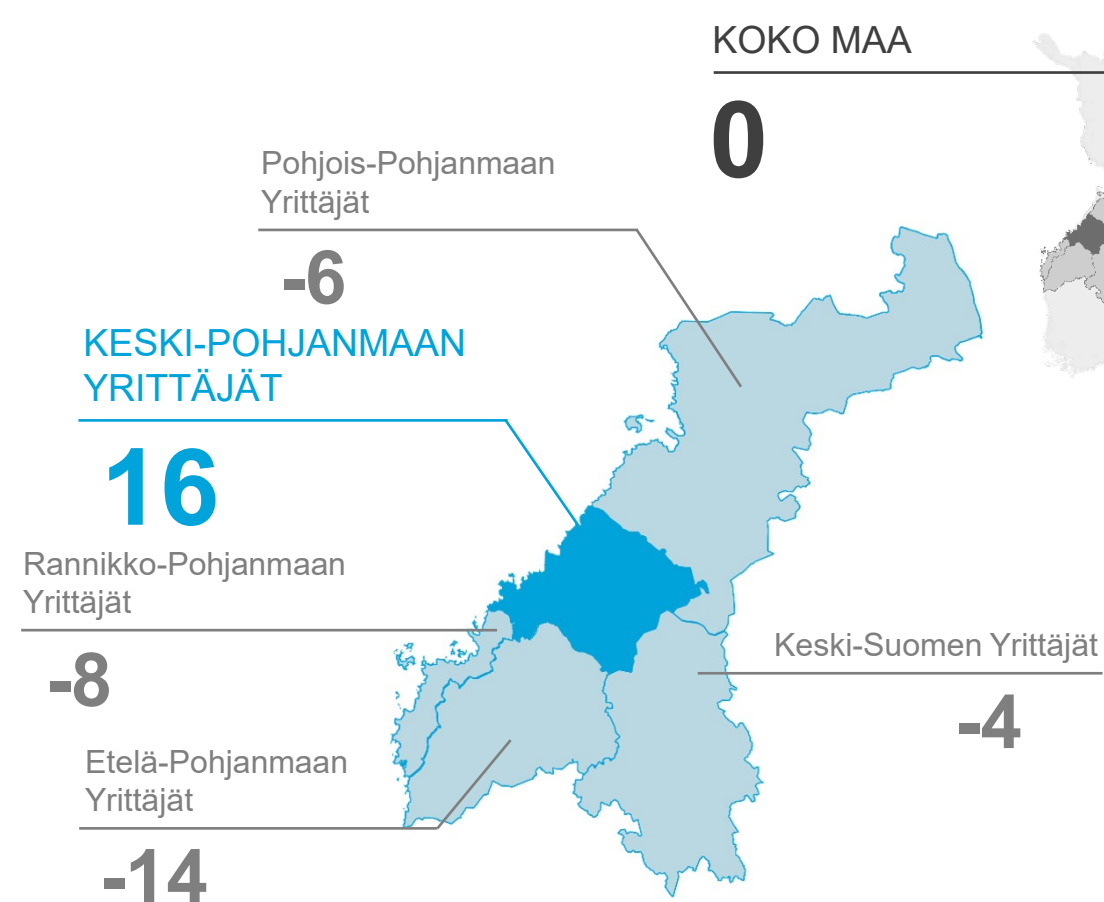 KOKO MAA
0
Pohjois-Pohjanmaan
Yrittäjät
-6
KESKI-POHJANMAAN
YRITTÄJÄT
16
Rannikko-Pohjanmaan
Yrittäjät
-8
Keski-Suomen Yrittäjät
-4
Etelä-Pohjanmaan
Yrittäjät
-14